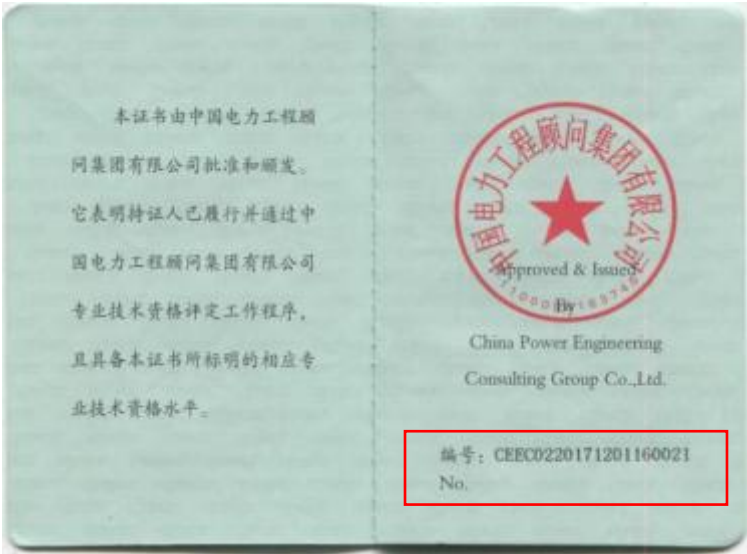 本证书由中国电力工程顾
问集团有限公司批准和颁发。
它表明持证人已履行并通过中
国电力工程顾问集团有限公司
专业技术资格评定工作程序，
且具备本证书所标明的相应专
业技术资格水平。
中国电力工程顾问集团有限公司
Approved & Issued
By
China Power Engineering
Consulting Group Co.,Ltd.
编号：CEEC0220171201160021
No.